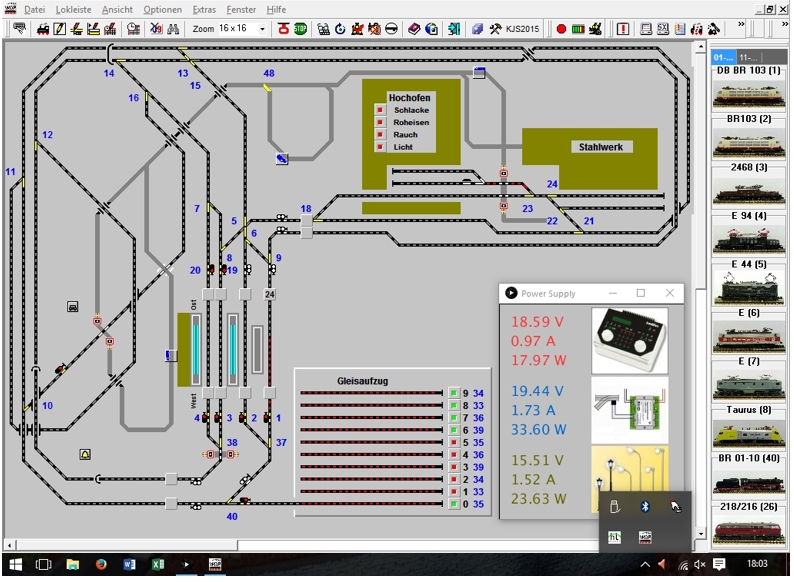 Datei Lokleiste Ansicht Optionen Extras Fenster Hilfe
Zoom 16 x 16 STOP KJS2015
01-... 11-...
DB BR 103 (1)
BR103 (2)
2468 (3)
E 94 (4)
E 44 (5)
E (6)
E (7)
Taurus (8)
BR 01-10 (40)
218/216 (26)
14 13 15 48
16
12
11
Hochofen
Schlacke
Roheisen
Rauch
Licht
Stahlwerk
24
23 22 21
18
7 5 6
8 9
20 19
24
Ost
West
4 3 2 1
10
38 37
40
Gleisaufzug
9 34
8 33
7 36
6 39
5 35
4 36
3 39
2 34
1 33
0 35
Power Supply
18.59 V
0.97 A
17.97 W
19.44 V
1.73 A
33.60 W
15.51 V
1.52 A
23.63 W
18:03